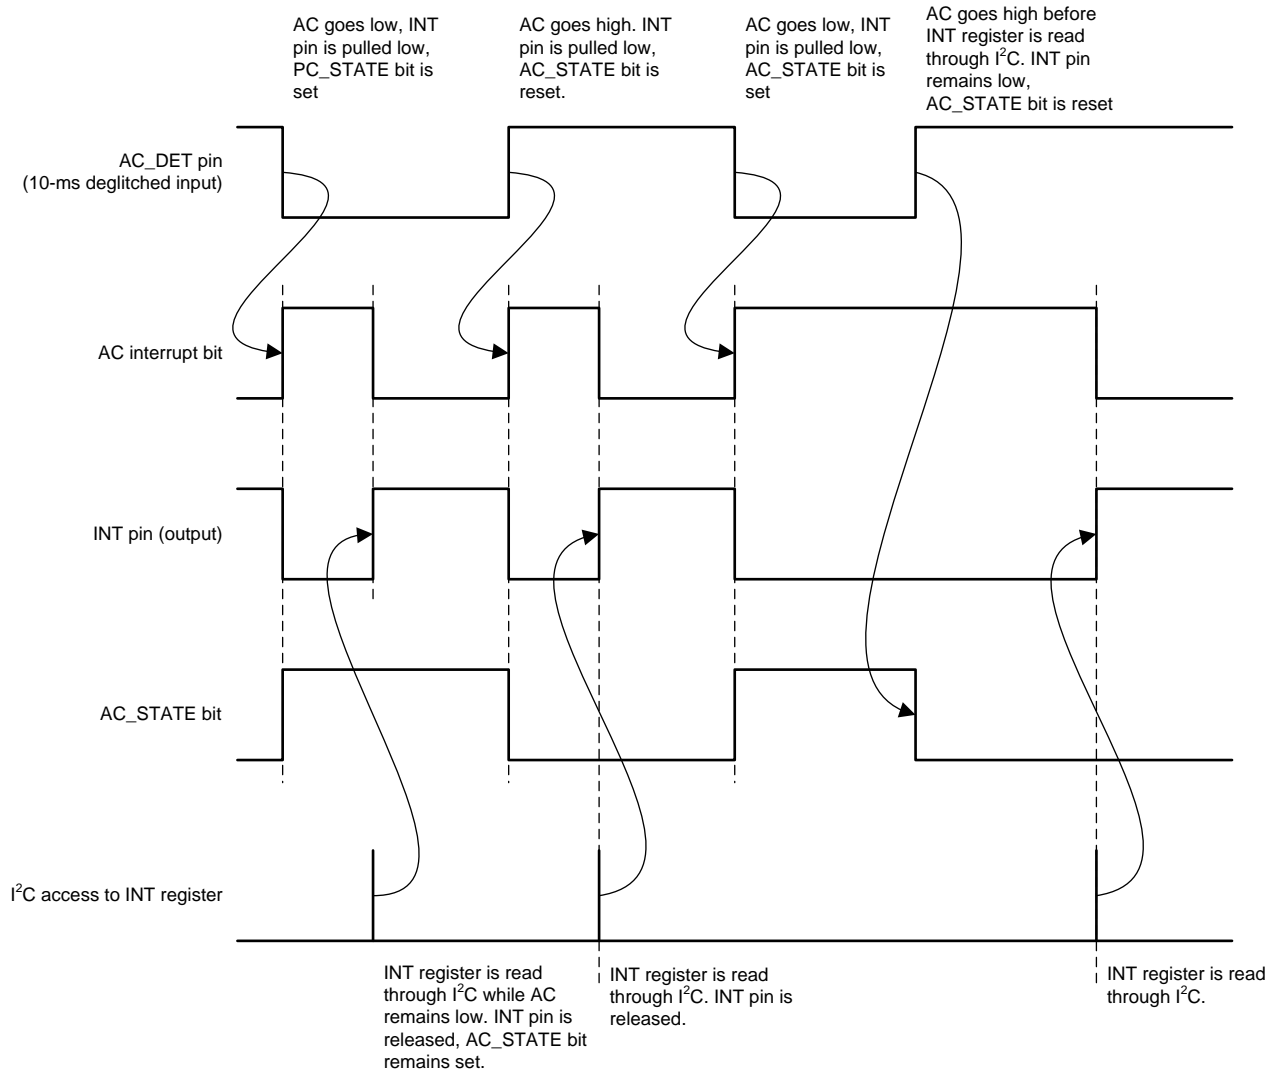 AC goes low, INT
pin is pulled low,
PC_STATE bit is
set
AC goes high. INT
pin is pulled low,
AC_STATE bit is
reset.
AC goes low, INT
pin is pulled low,
AC_STATE bit is
set
AC goes high before
INT register is read
through I²C. INT pin
remains low,
AC_STATE bit is reset
AC_DET pin
(10-ms deglitched input)
AC interrupt bit
INT pin (output)
AC_STATE bit
I²C access to INT register
INT register is read
through I²C while AC
remains low. INT pin is
released, AC_STATE bit
remains set.
INT register is read
through I²C. INT pin is
released.
INT register is read
through I²C.